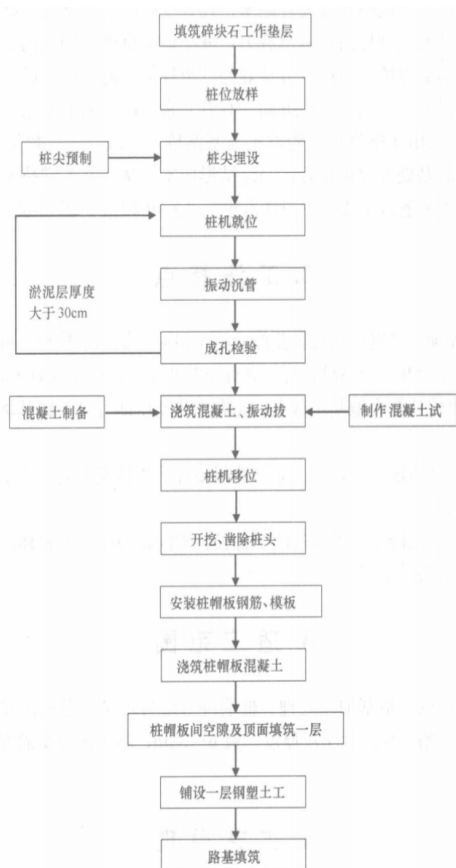 填筑碎块石工作垫层
桩位放样
桩尖预制
桩尖埋设
桩机就位
振动沉管
淤泥层厚度
大于 30cm
成孔检验
混凝土制备
浇筑混凝土、振动拔
制作混凝土试
桩机移位
开挖、凿除桩头
安装桩帽板钢筋、模板
浇筑桩帽板混凝土
桩帽板间空隙及顶面填筑一层
铺设一层钢塑土工
路基填筑